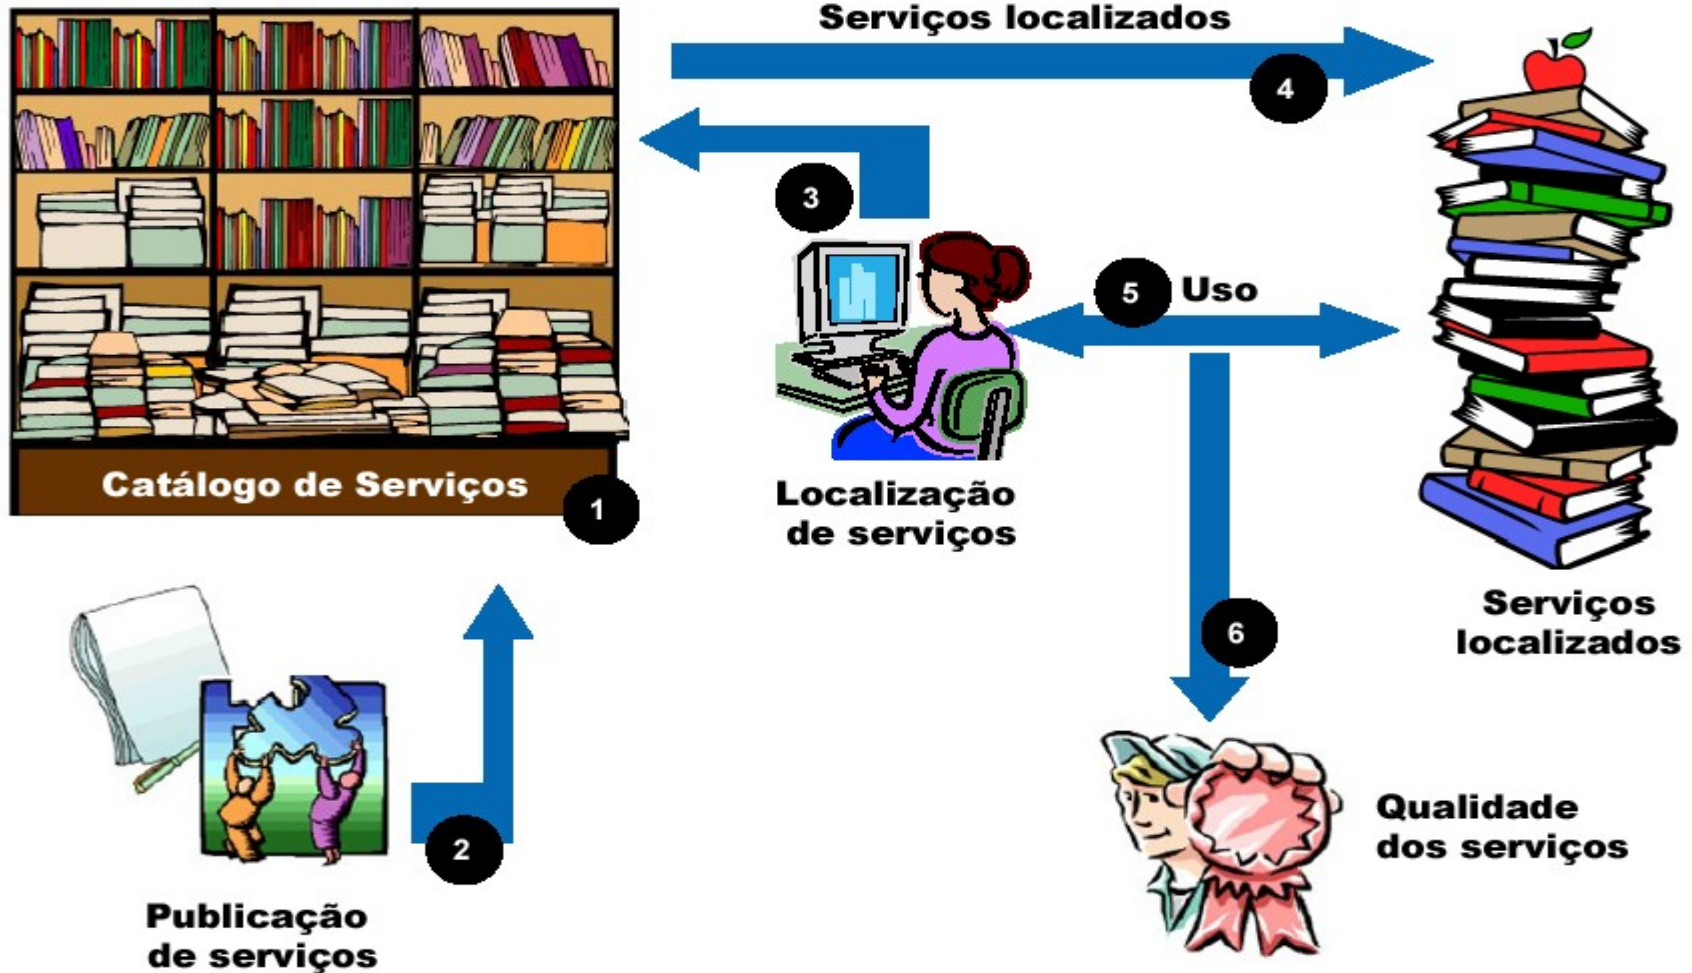 Serviços localizados
4
3
5 Uso
Catálogo de Serviços
1
Localização
de serviços
Serviços
localizados
6
2
Qualidade
dos serviços
Publicação
de serviços